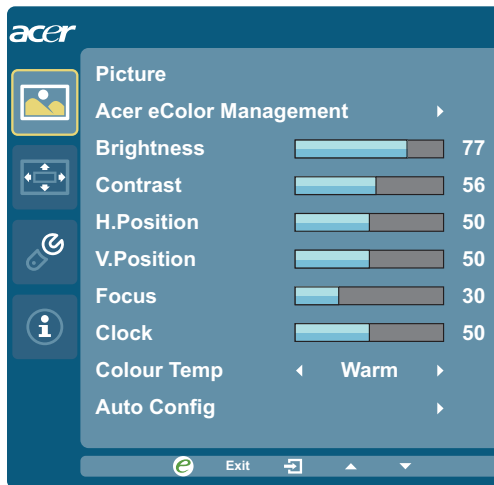 acer
Picture
Acer eColor Management
Brightness 77
Contrast 56
H.Position 50
V.Position 50
Focus 30
Clock 50
Colour Temp Warm
Auto Config
e Exit